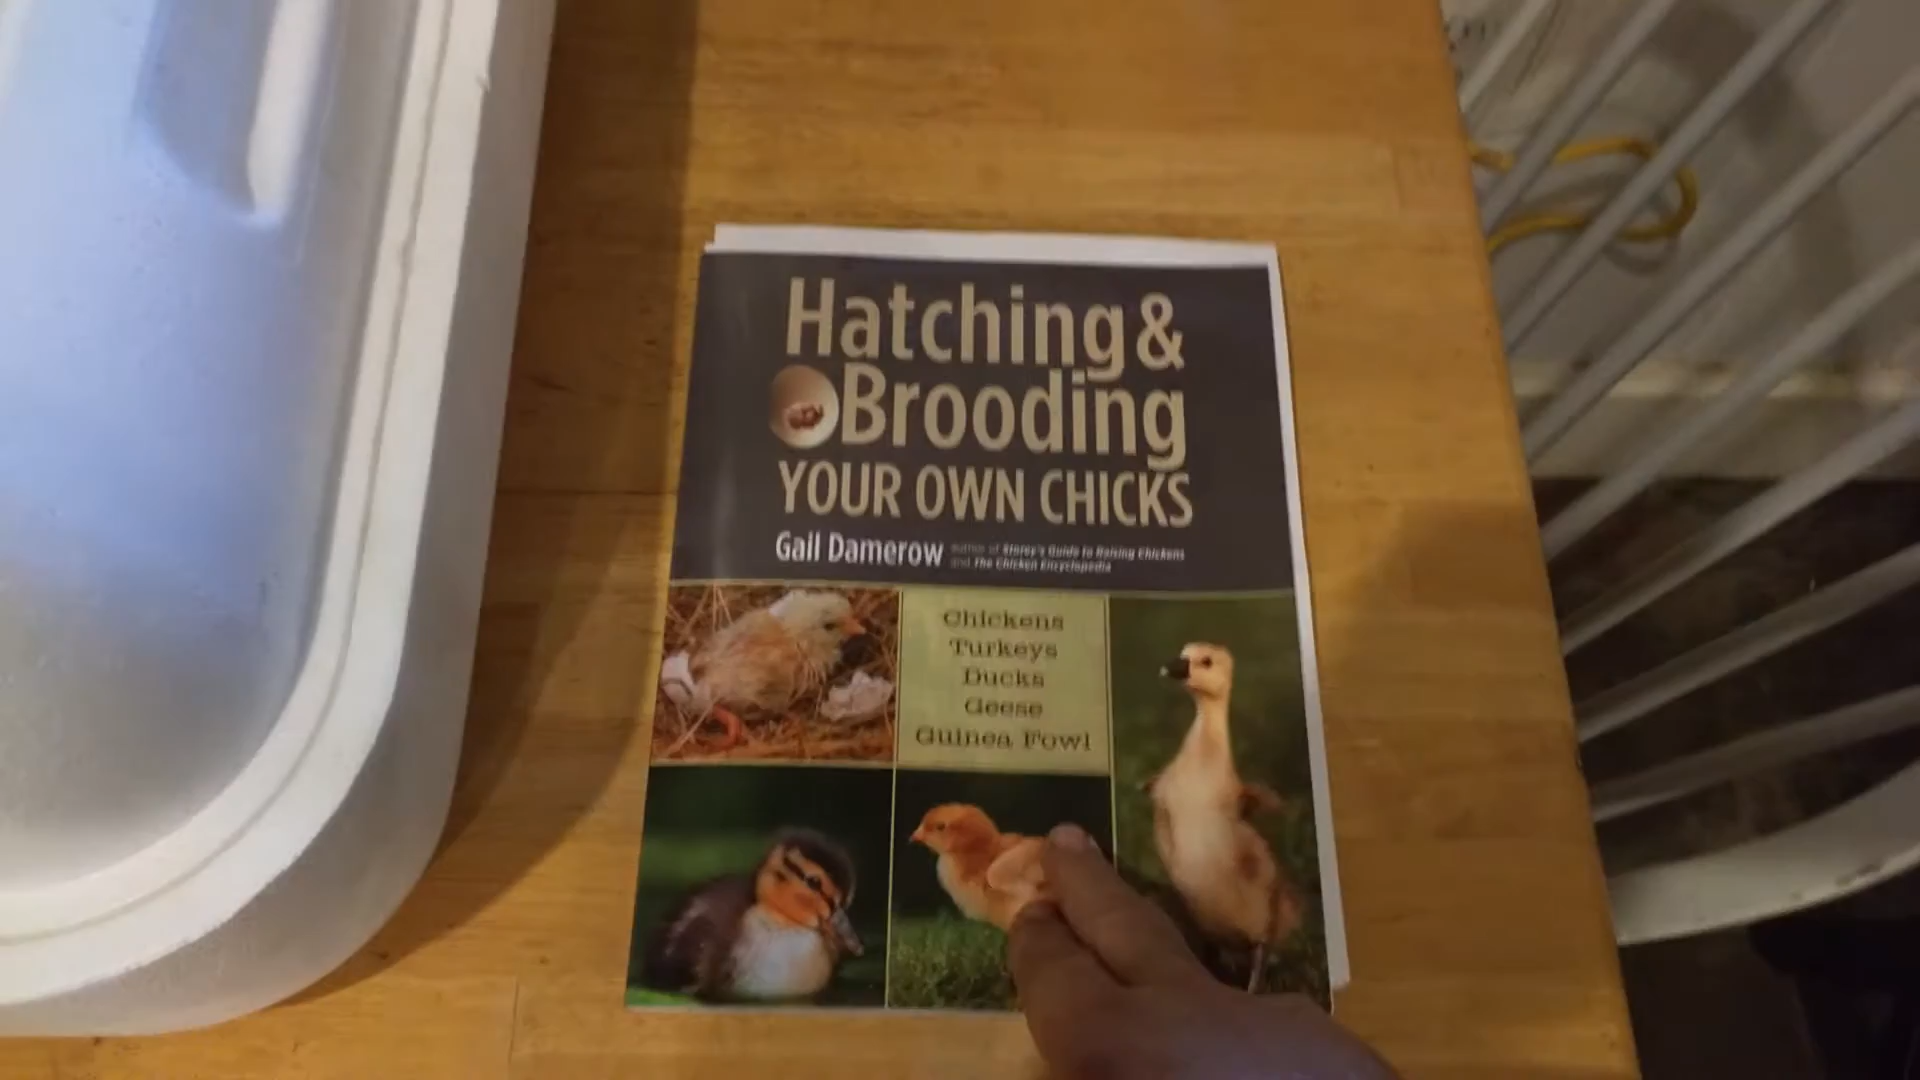 Hatching &
Brooding
YOUR OWN CHICKS
Gail Damerow
author of Storey's Guide to Raising Chickens
and The Chicken Encyclopedia
Chickens
Turkeys
Ducks
Geese
Guinea Fowl